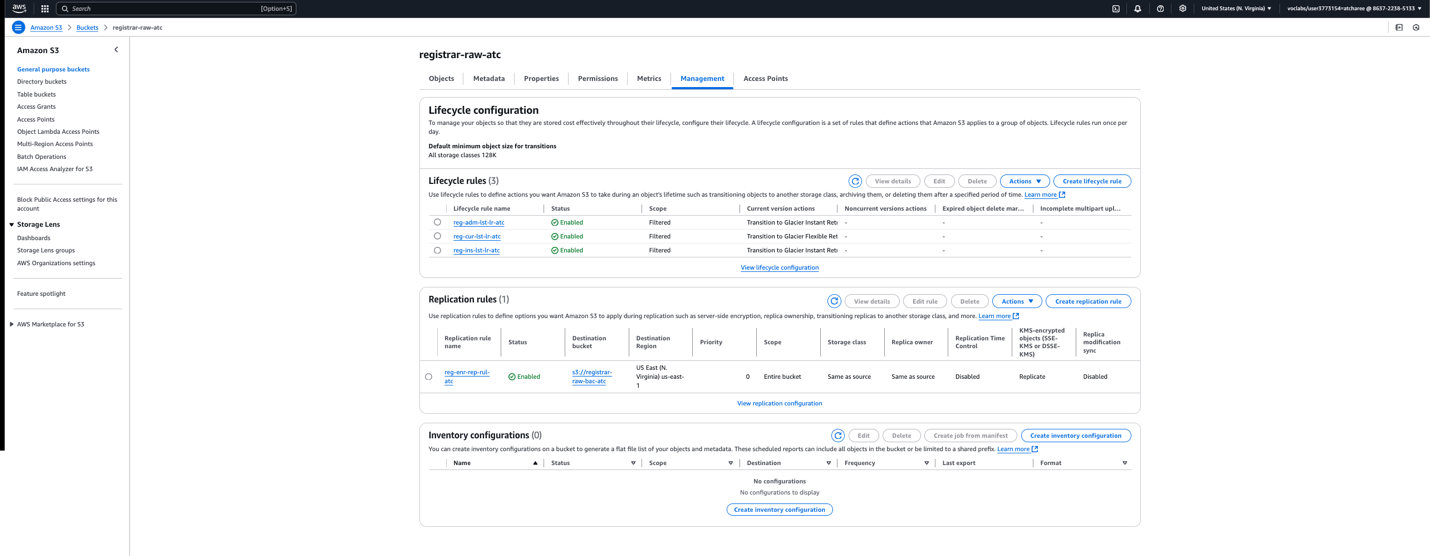 aws
Search
[Option+S]
United States (N. Virginia)
voclabs/user3773154=atcharee @ 8637-2238-5133
Amazon S3
Buckets
registrar-raw-atc
Amazon S3
General purpose buckets
Directory buckets
Table buckets
Access Grants
Access Points
Object Lambda Access Points
Multi-Region Access Points
Batch Operations
IAM Access Analyzer for S3
Block Public Access settings for this
account
Storage Lens
Dashboards
Storage Lens groups
AWS Organizations settings
Feature spotlight
AWS Marketplace for S3
registrar-raw-atc
Objects
Metadata
Properties
Permissions
Metrics
Management
Access Points
Lifecycle configuration
To manage your objects so that they are stored cost effectively throughout their lifecycle, configure their lifecycle. A lifecycle configuration is a set of rules that define actions that Amazon S3 applies to a group of objects. Lifecycle rules run once per
day.
Default minimum object size for transitions
All storage classes 128K
Lifecycle rules (3)
View details
Edit
Delete
Actions
Create lifecycle rule
Use lifecycle rules to define actions you want Amazon S3 to take during an object's lifetime such as transitioning objects to another storage class, archiving them, or deleting them after a specified period of time. Learn more
Lifecycle rule name
Status
Scope
Current version actions
Noncurrent versions actions
Expired object delete mar...
Incomplete multipart upl...
reg-adm-lst-lr-atc
Enabled
Filtered
Transition to Glacier Instant Ret
-
-
-
reg-cur-lst-lr-atc
Enabled
Filtered
Transition to Glacier Flexible Ret
-
-
-
reg-ins-lst-lr-atc
Enabled
Filtered
Transition to Glacier Instant Ret
-
-
-
View lifecycle configuration
Replication rules (1)
View details
Edit rule
Delete
Actions
Create replication rule
Use replication rules to define options you want Amazon S3 to apply during replication such as server-side encryption, replica ownership, transitioning replicas to another storage class, and more. Learn more
Replication rule
name
Status
Destination
bucket
Destination
Region
Priority
Scope
Storage class
Replica owner
Replication Time
Control
KMS-encrypted
objects (SSE-
KMS or DSSE-
KMS)
Replica
modification
sync
reg-enr-rep-rul-
atc
Enabled
s3://registrar-
raw-bac-atc
US East (N.
Virginia) us-east-
1
0
Entire bucket
Same as source
Same as source
Disabled
Replicate
Disabled
View replication configuration
Inventory configurations (0)
Edit
Delete
Create job from manifest
Create inventory configuration
You can create inventory configurations on a bucket to generate a flat file list of your objects and metadata. These scheduled reports can include all objects in the bucket or be limited to a shared prefix. Learn more
Name
Status
Scope
Destination
Frequency
Last export
Format
No configurations
No configurations to display
Create inventory configuration